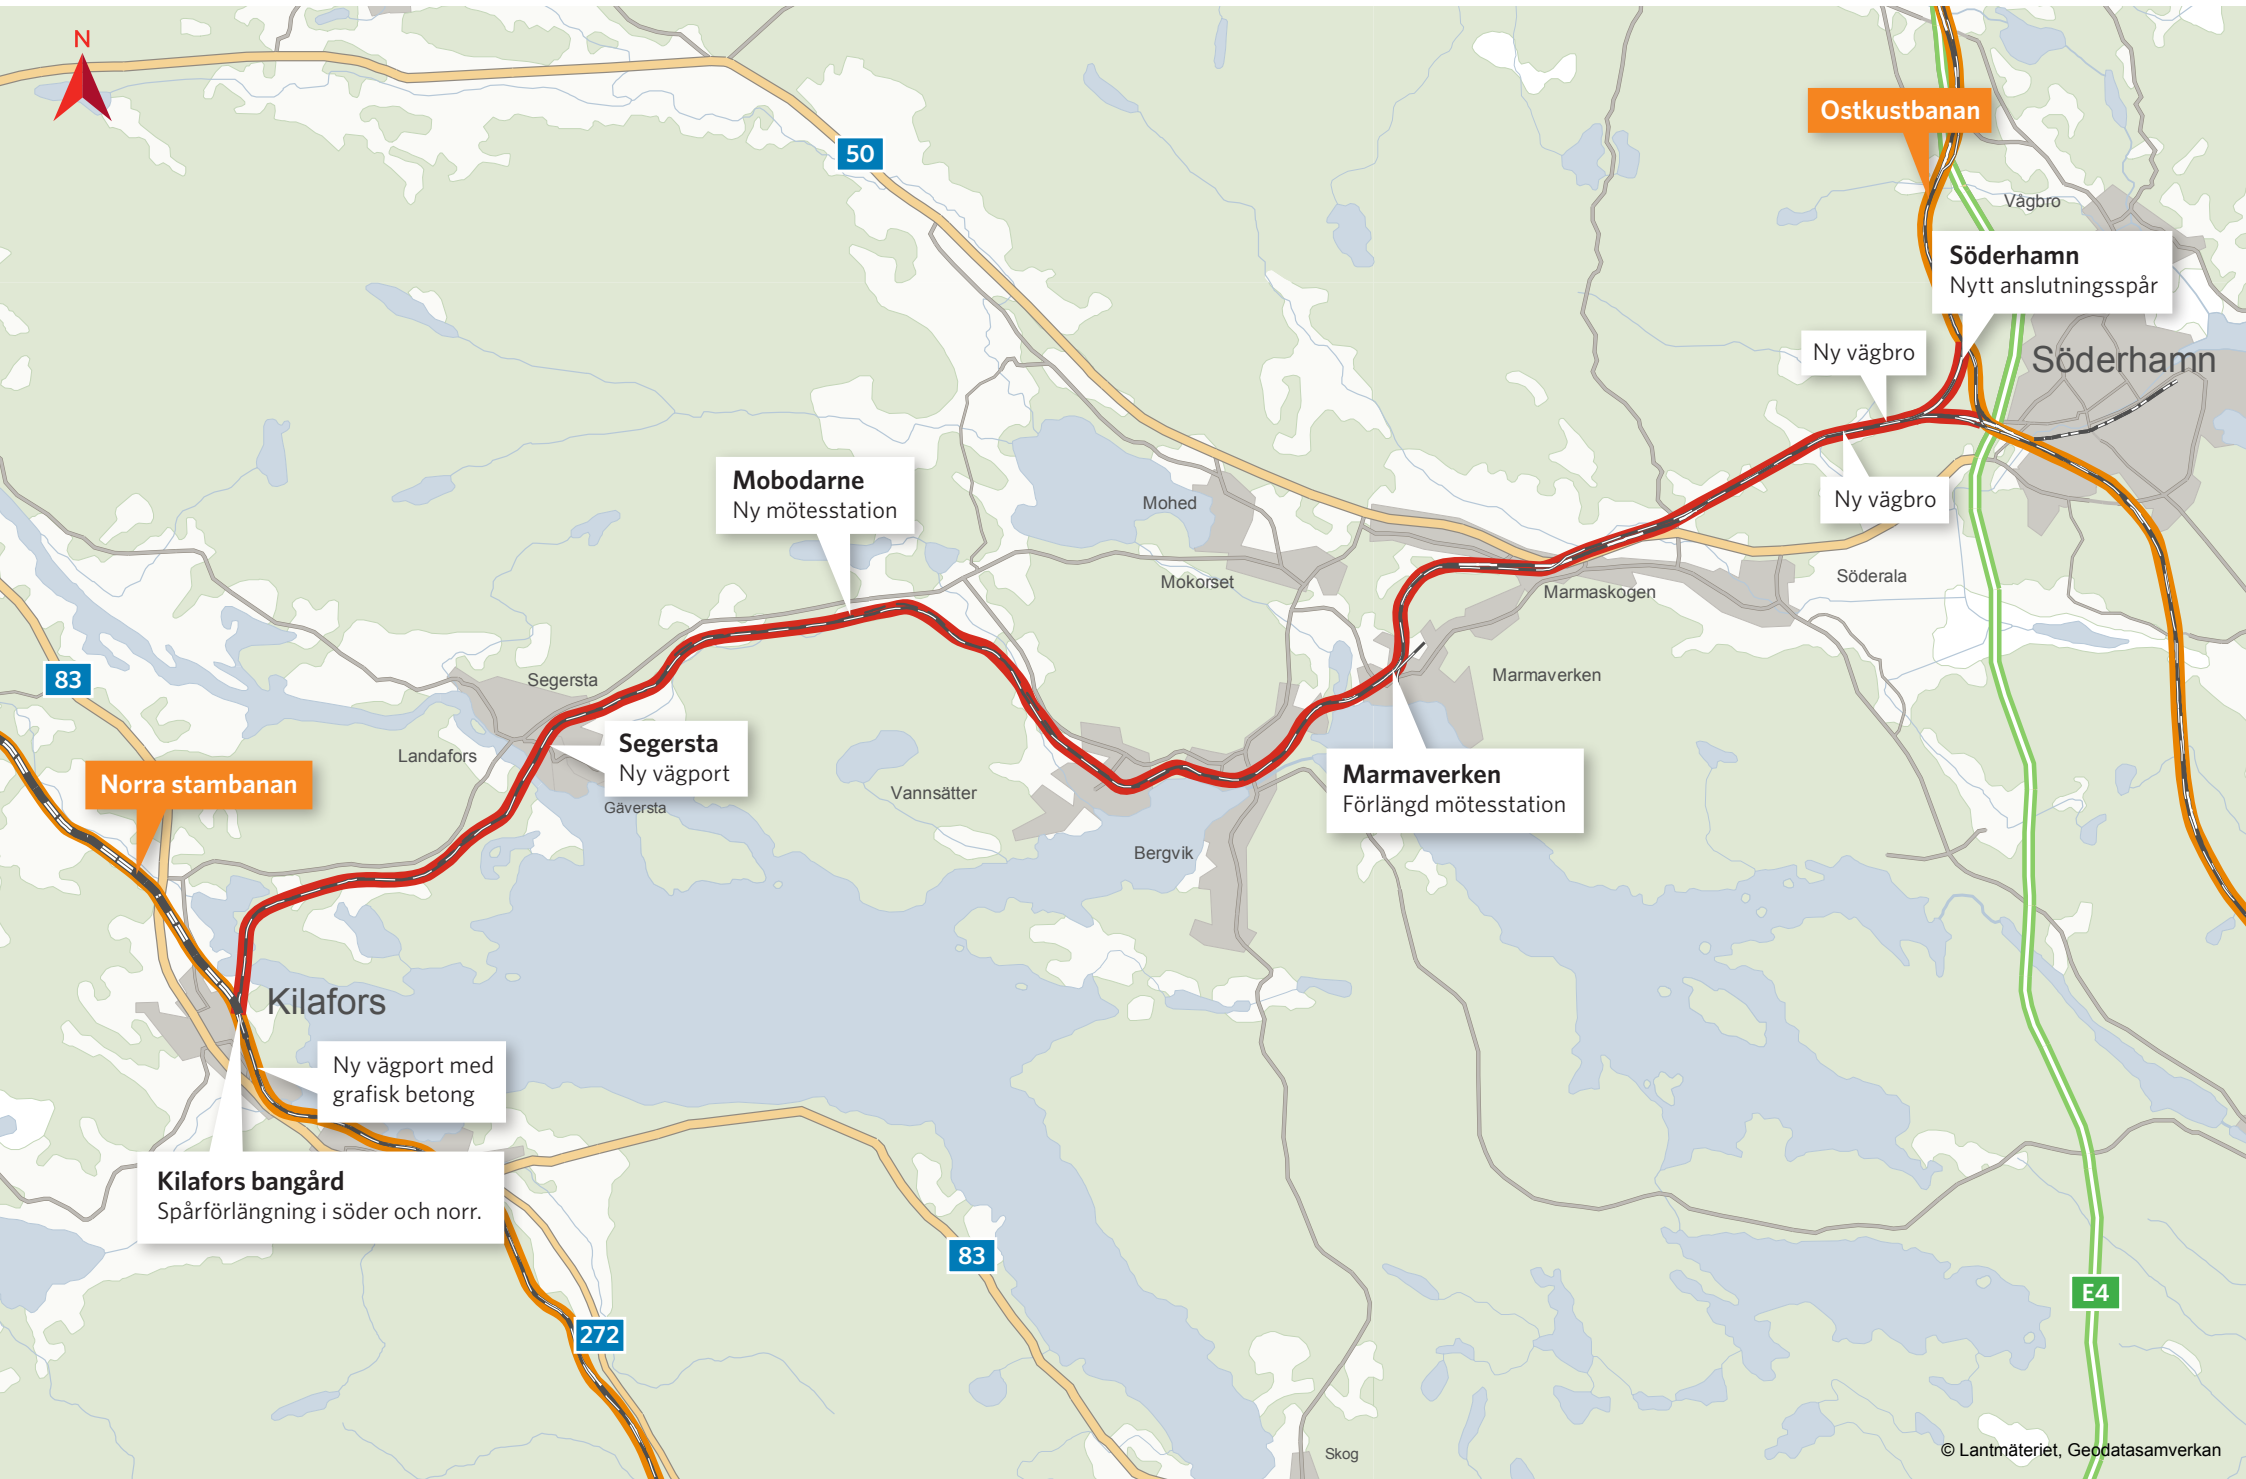 N
50
Ostkustbanan
Vågbro
Söderhamn
Nytt anslutningsspår
Ny vägbro
Söderhamn
Mobodarne
Ny mötesstation
Mohed
Ny vägbro
Mokorset
Marmaskogen
Söderala
83
Segersta
Marmaverken
Landafors
Segersta
Ny vägport
Norra stambanan
Gäversta
Vannsätter
Marmaverken
Förlängd mötesstation
Bergvik
Kilafors
Ny vägport med
grafisk betong
Kilafors bangård
Spårförlängning i söder och norr.
83
E4
272
Skog
© Lantmäteriet, Geodatasamverkan